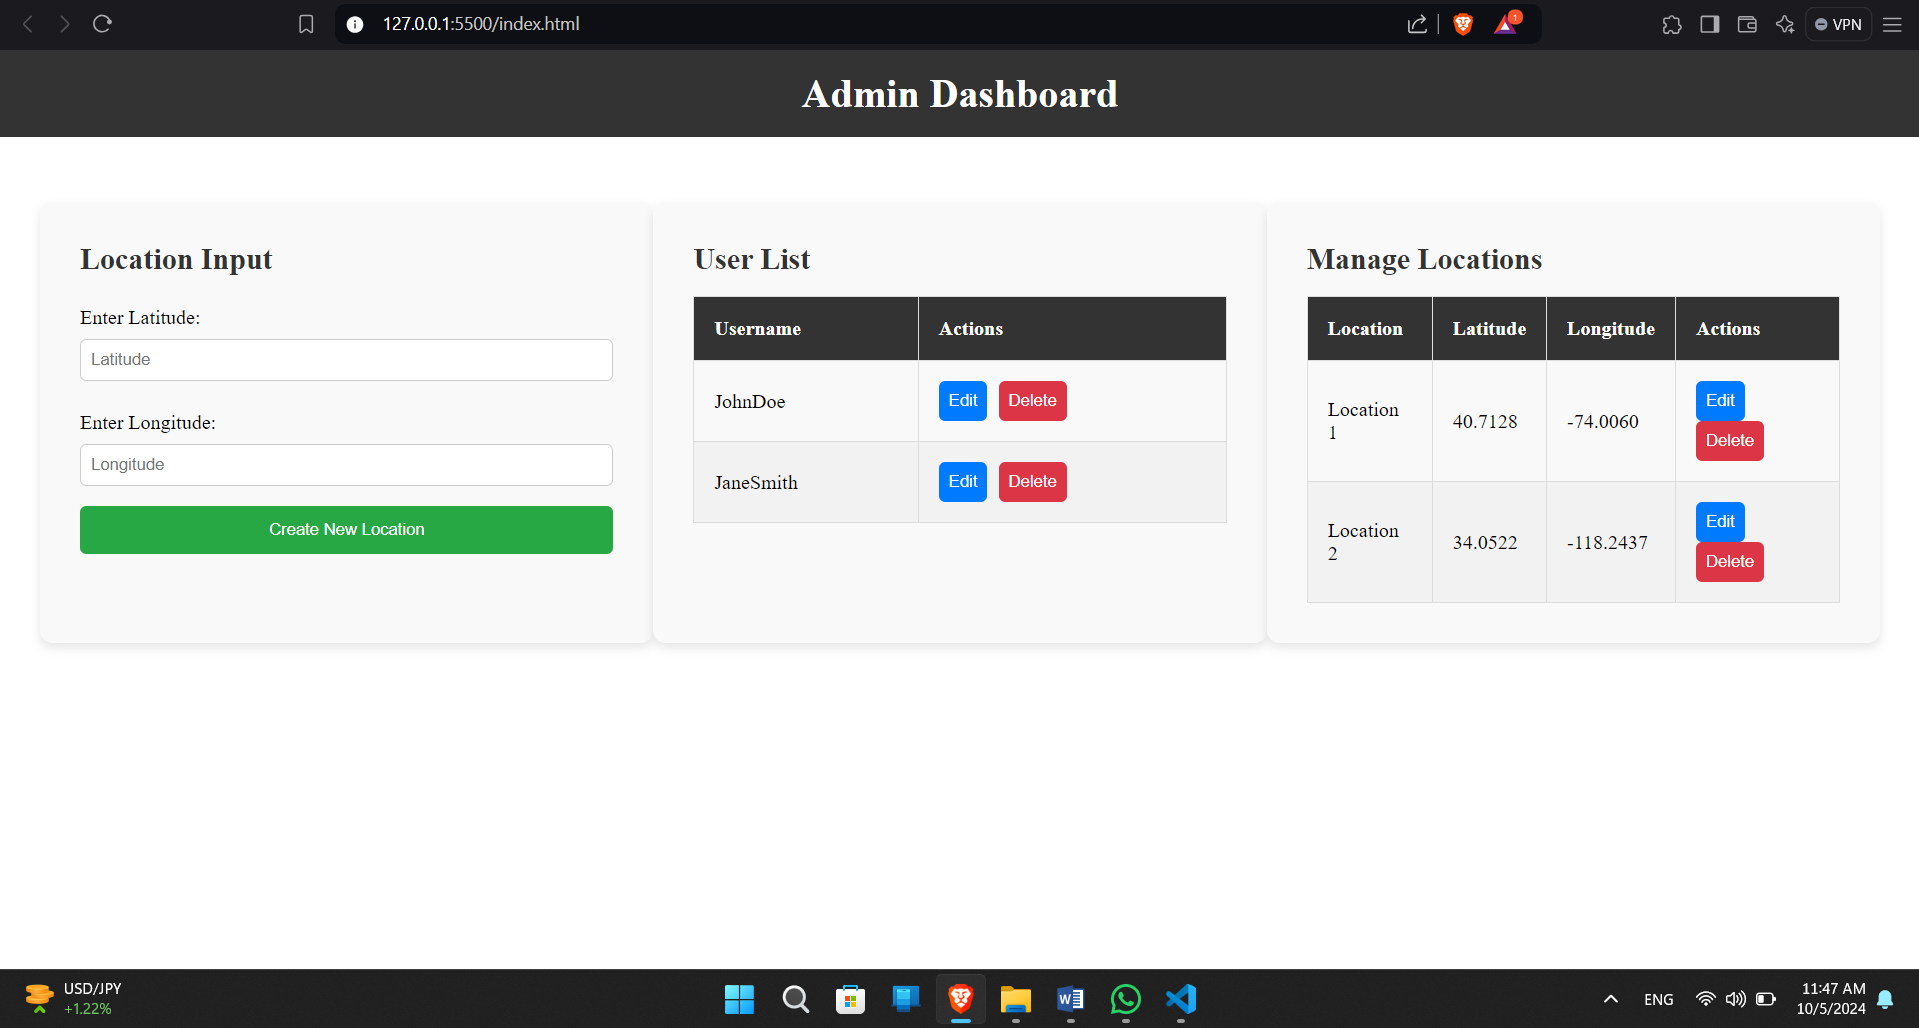 127.0.0.1:5500/index.html
1
VPN
Admin Dashboard
Location Input
Enter Latitude:
Latitude
Enter Longitude:
Longitude
Create New Location
User List
Username Actions
JohnDoe Edit Delete
JaneSmith Edit Delete
Manage Locations
Location Latitude Longitude Actions
Location
1
40.7128 -74.0060 Edit
Delete
Location
2
34.0522 -118.2437 Edit
Delete
USD/JPY
+1.22%
W
ENG
11:47 AM
10/5/2024